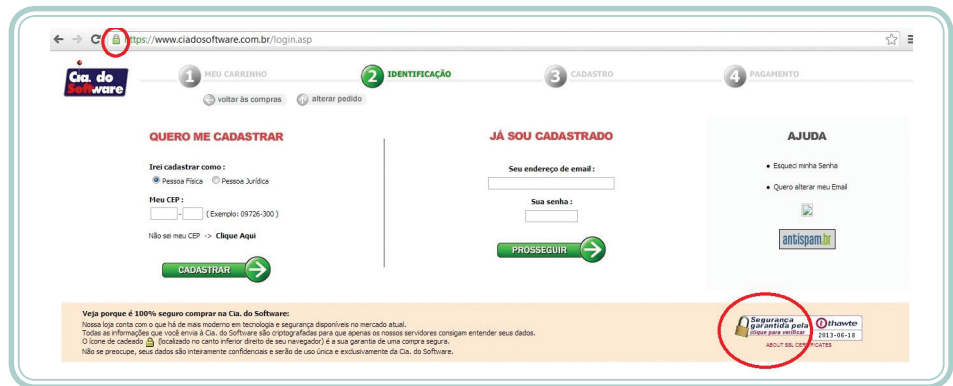 https://www.ciadosoftware.com.br/login.asp
Cia. do
Software
1 MEU CARRINHO
2 IDENTIFICAÇÃO
3 CADASTRO
4 PAGAMENTO
voltar às compras
alterar pedido
QUERO ME CADASTRAR
Irei cadastrar como :
Pessoa Física Pessoa Jurídica
Meu CEP :
- ( Exemplo: 09726-300 )
Não sei meu CEP -> Clique Aqui
CADASTRAR
JÁ SOU CADASTRADO
Seu endereço de email :
Sua senha :
PROSSEGUIR
AJUDA
• Esqueci minha Senha
• Quero alterar meu Email
antispam.br
Veja porque é 100% seguro comprar na Cia. do Software:
Nossa loja conta com o que há de mais moderno em tecnologia e segurança disponíveis no mercado atual.
Todas as informações que você envia à Cia. do Software são criptografadas para que apenas os nossos servidores consigam entender seus dados.
O ícone de cadeado (localizado no canto inferior direito de seu navegador) é a sua garantia de uma compra segura.
Não se preocupe, seus dados são inteiramente confidenciais e serão de uso única e exclusivamente da Cia. do Software.
Segurança
garantida pela
clique para verificar
thawte
2013-06-18
ABOUT SSL CERTIFICATES